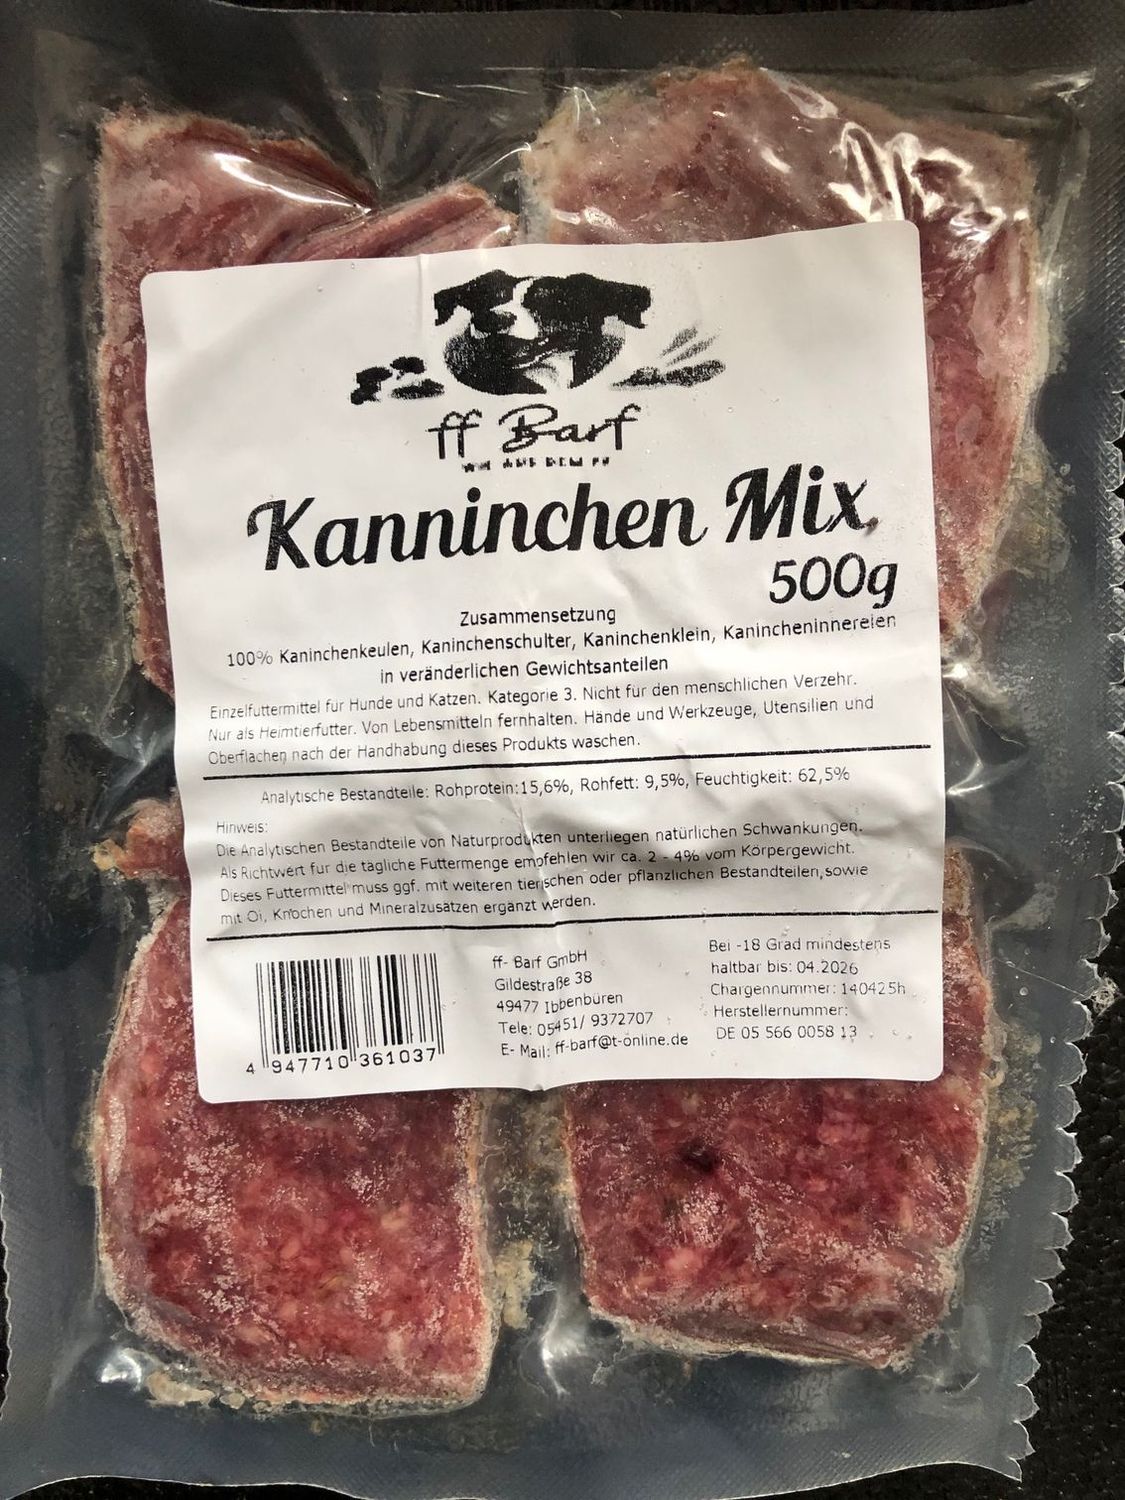 ff Barf
Kanninchen Mix
500g
Zusammensetzung
100% Kaninchenkeulen, Kaninchenschulter, Kaninchenklein, Kanincheninnereien
in veränderlichen Gewichtsanteilen
Einzelfuttermittel für Hunde und Katzen. Kategorie 3. Nicht für den menschlichen Verzehr.
Nur als Heimtierfutter. Von Lebensmitteln fernhalten. Hände und Werkzeuge, Utensilien und
Oberflächen nach der Handhabung dieses Produkts waschen.
Analytische Bestandteile: Rohprotein:15,6%, Rohfett: 9,5%, Feuchtigkeit: 62,5%
Hinweis:
Die Analytischen Bestandteile von Naturprodukten unterliegen natürlichen Schwankungen.
Als Richtwert für die tägliche Futtermenge empfehlen wir ca. 2 - 4% vom Körpergewicht.
Dieses Futtermittel muss ggf. mit weiteren tierischen oder pflanzlichen Bestandteilen, sowie
mit Öl, Knochen und Mineralzusätzen ergänzt werden.
4 947710 361037
ff- Barf GmbH
Gildestraße 38
49477 Ibbenbüren
Tele: 05451/ 9372707
E- Mail: ff-barf@t-online.de
Bei -18 Grad mindestens
haltbar bis: 04.2026
Chargennummer: 140425h
Herstellernummer:
DE 05 566 0058 13